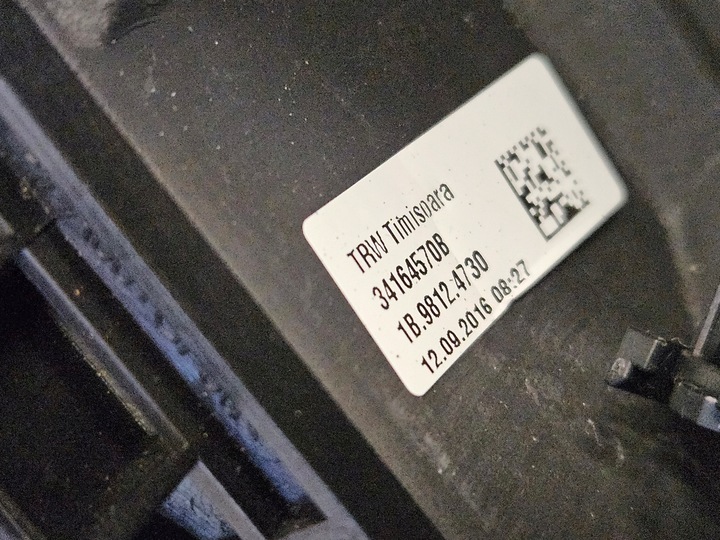 TRW Timisoara
34164570B
1B.9812.4730
12.09.2016 08:27